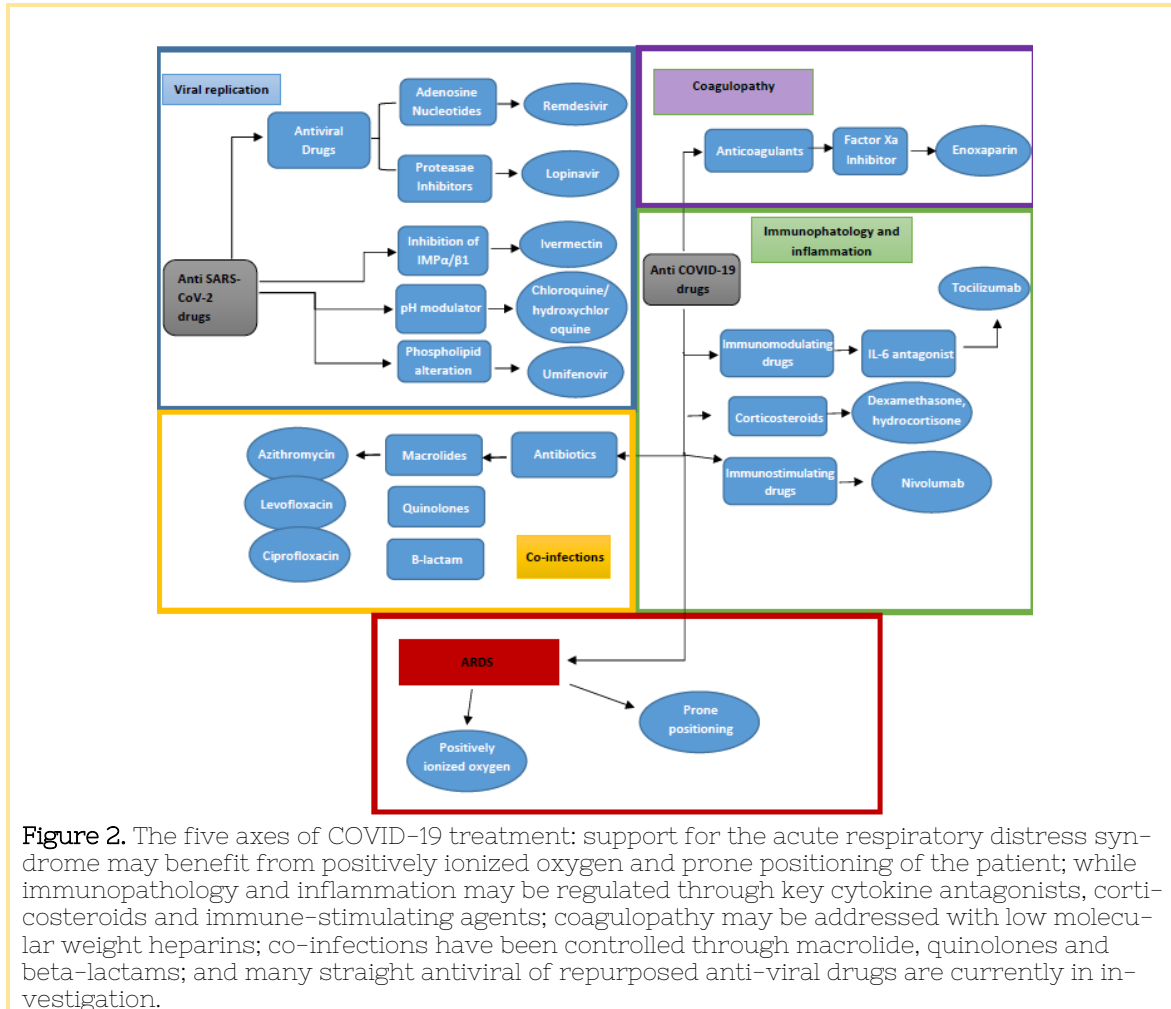 Viral replication
Antiviral
Drugs
Adenosine
Nucleotides
Remdesivir
Proteasae
Inhibitors
Lopinavir
Anti SARS-
CoV-2
drugs
Inhibition of
IMPα/β1
Ivermectin
pH modulator
Chloroquine/
hydroxychlor
oquine
Phospholipid
alteration
Umifenovir
Coagulopathy
Anticoagulants
Factor Xa
Inhibitor
Enoxaparin
Immunophatology and
inflammation
Anti COVID-19
drugs
Tocilizumab
Immunomodulating
drugs
IL-6 antagonist
Corticosteroids
Dexamethasone,
hydrocortisone
Immunostimulating
drugs
Nivolumab
Azithromycin
Macrolides
Antibiotics
Levofloxacin
Quinolones
Ciprofloxacin
B-lactam
Co-infections
ARDS
Prone
positioning
Positively
ionized oxygen
Figure 2. The five axes of COVID-19 treatment: support for the acute respiratory distress syn-
drome may benefit from positively ionized oxygen and prone positioning of the patient; while
immunopathology and inflammation may be regulated through key cytokine antagonists, corti-
costeroids and immune-stimulating agents; coagulopathy may be addressed with low molecu-
lar weight heparins; co-infections have been controlled through macrolide, quinolones and
beta-lactams; and many straight antiviral of repurposed anti-viral drugs are currently in in-
vestigation.